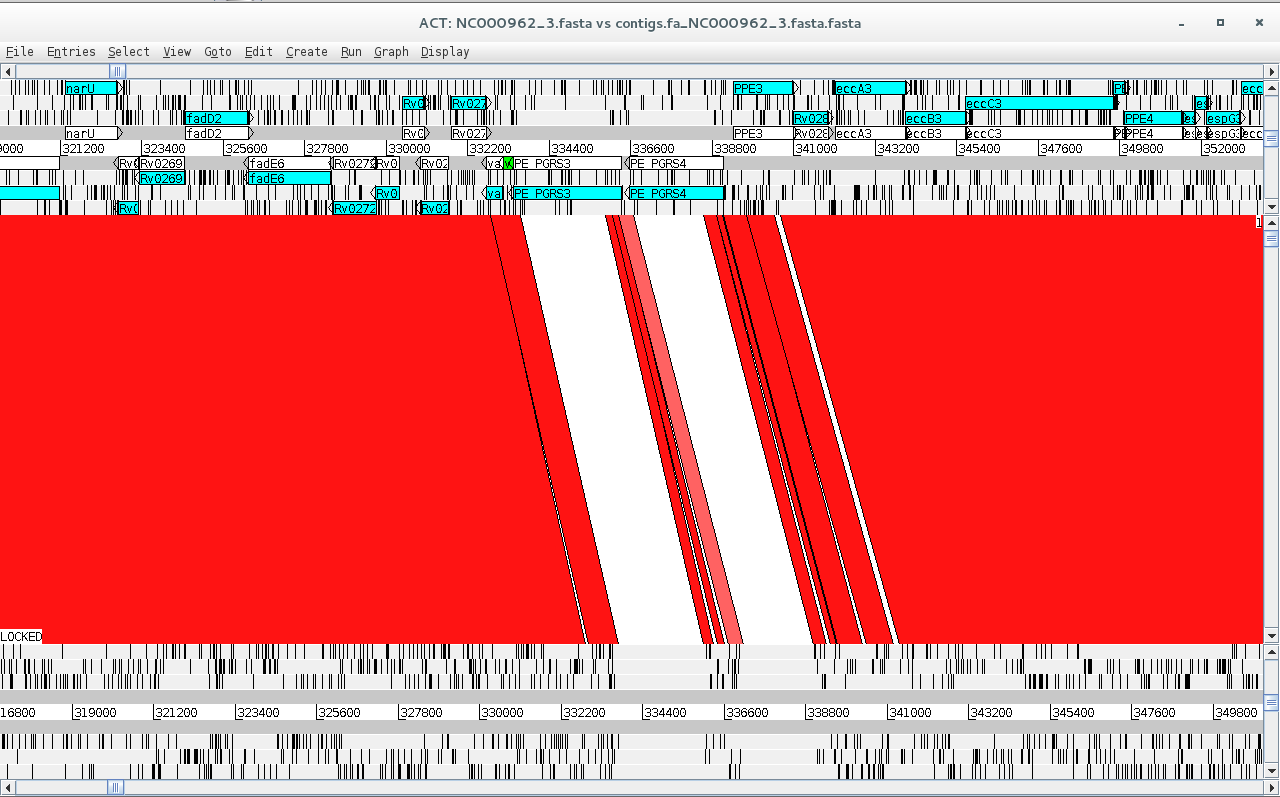 ACT: NC000962_3.fasta vs contigs.fa_NC000962_3.fasta.fasta
File Entries Select View Goto Edit Create Run Graph Display
narU PPE3 eccA3 ecc
Rv027 eccC3 es
fadD2 Rv028 eccB3 PPE4 espG3
narU fadD2 Rv0 Rv027 PPE3 Rv028 eccA3 eccB3 eccC3 PPE4 es espG3 ecc
9000 321200 323400 325600 327800 330000 332200 334400 336600 338800 341000 343200 345400 347600 349800 352000
Rv0269 fadE6 Rv0272 Rv0 Rv02 va PE_PGRS3 PE_PGRS4
Rv0269 fadE6
Rv0 va PE_PGRS3 PE_PGRS4
Rv0 Rv0272 Rv02
1
LOCKED
16800 319000 321200 323400 325600 327800 330000 332200 334400 336600 338800 341000 343200 345400 347600 349800